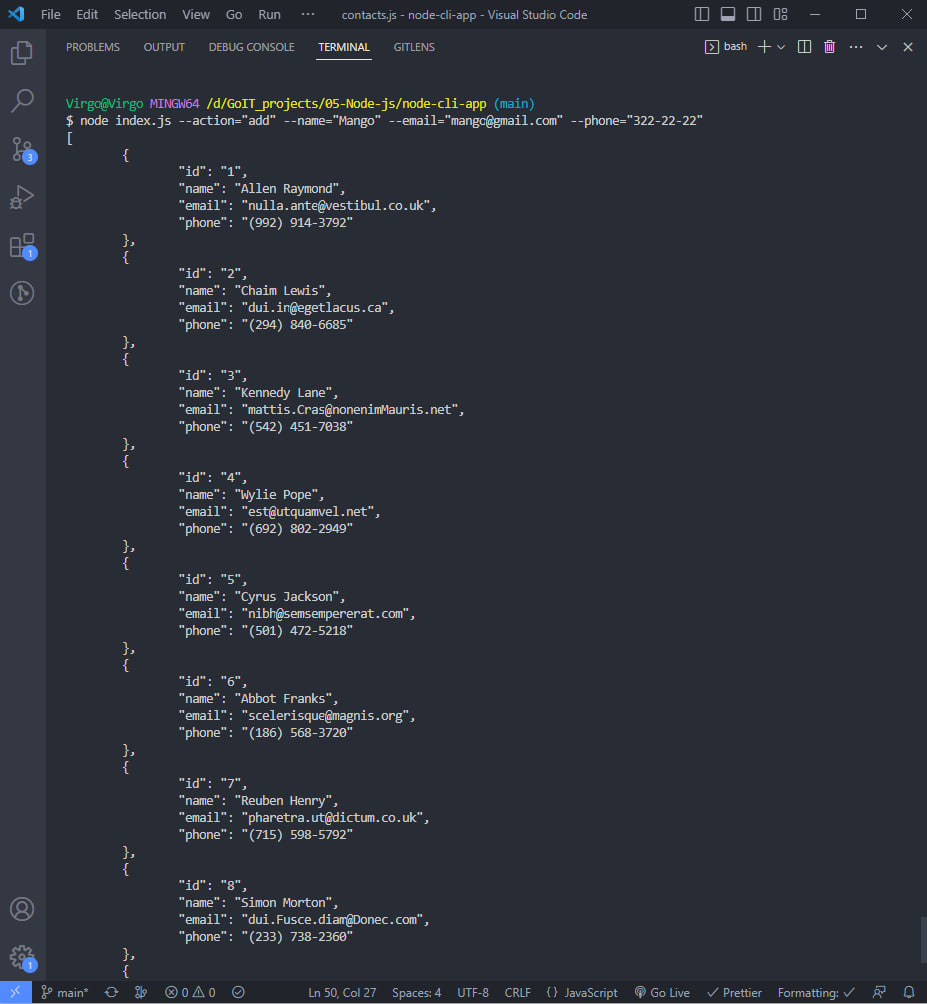 File Edit Selection View Go Run ··· contacts.js - node-cli-app - Visual Studio Code
PROBLEMS OUTPUT DEBUG CONSOLE TERMINAL GITLENS bash
Virgo@Virgo MINGW64 /d/GoIT_projects/05-Node-js/node-cli-app (main)
$ node index.js --action="add" --name="Mango" --email="mango@gmail.com" --phone="322-22-22"
[
{
"id": "1",
"name": "Allen Raymond",
"email": "nulla.ante@vestibul.co.uk",
"phone": "(992) 914-3792"
},
{
"id": "2",
"name": "Chaim Lewis",
"email": "dui.in@egetlacus.ca",
"phone": "(294) 840-6685"
},
{
"id": "3",
"name": "Kennedy Lane",
"email": "mattis.Cras@nonenimMauris.net",
"phone": "(542) 451-7038"
},
{
"id": "4",
"name": "Wylie Pope",
"email": "est@utquamvel.net",
"phone": "(692) 802-2949"
},
{
"id": "5",
"name": "Cyrus Jackson",
"email": "nibh@semsempererat.com",
"phone": "(501) 472-5218"
},
{
"id": "6",
"name": "Abbot Franks",
"email": "scelerisque@magnis.org",
"phone": "(186) 568-3720"
},
{
"id": "7",
"name": "Reuben Henry",
"email": "pharetra.ut@dictum.co.uk",
"phone": "(715) 598-5792"
},
{
"id": "8",
"name": "Simon Morton",
"email": "dui.Fusce.diam@Donec.com",
"phone": "(233) 738-2360"
},
{
3
1
1
main* 0 0 Ln 50, Col 27 Spaces: 4 UTF-8 CRLF {} JavaScript Go Live Prettier Formatting: